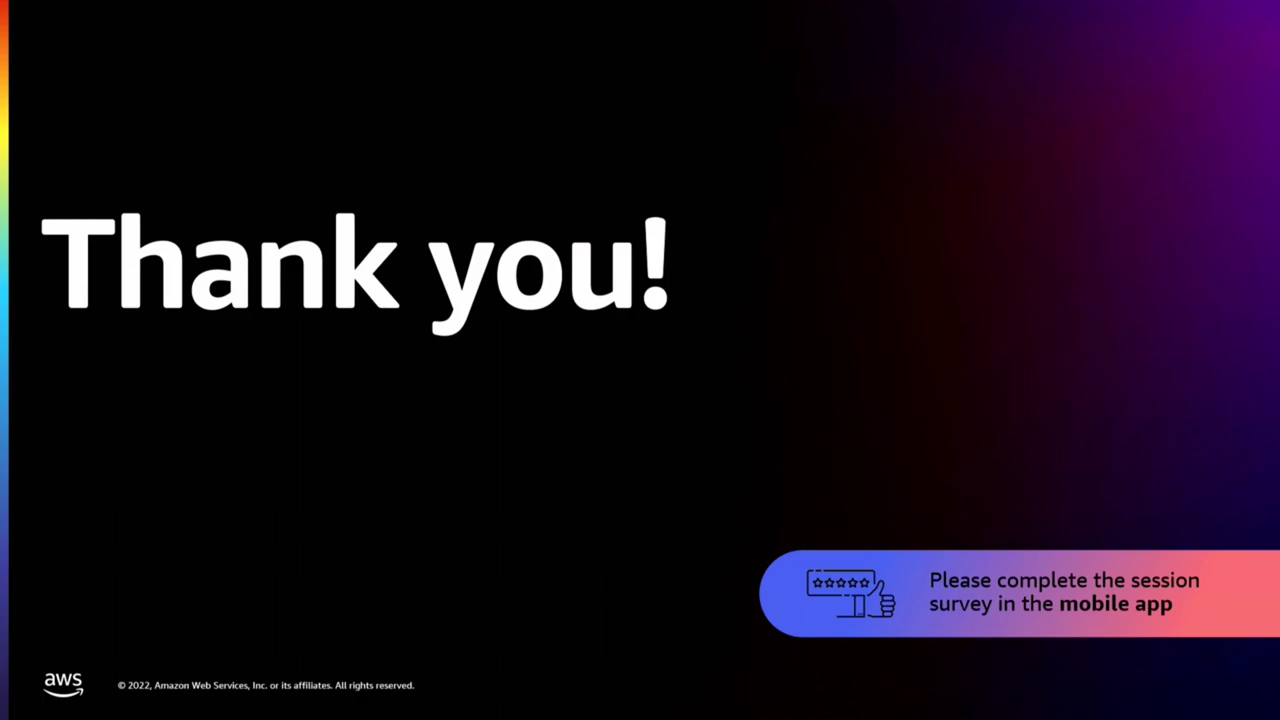 Thank you!
Please complete the session
survey in the mobile app
aws
© 2022, Amazon Web Services, Inc. or its affiliates. All rights reserved.